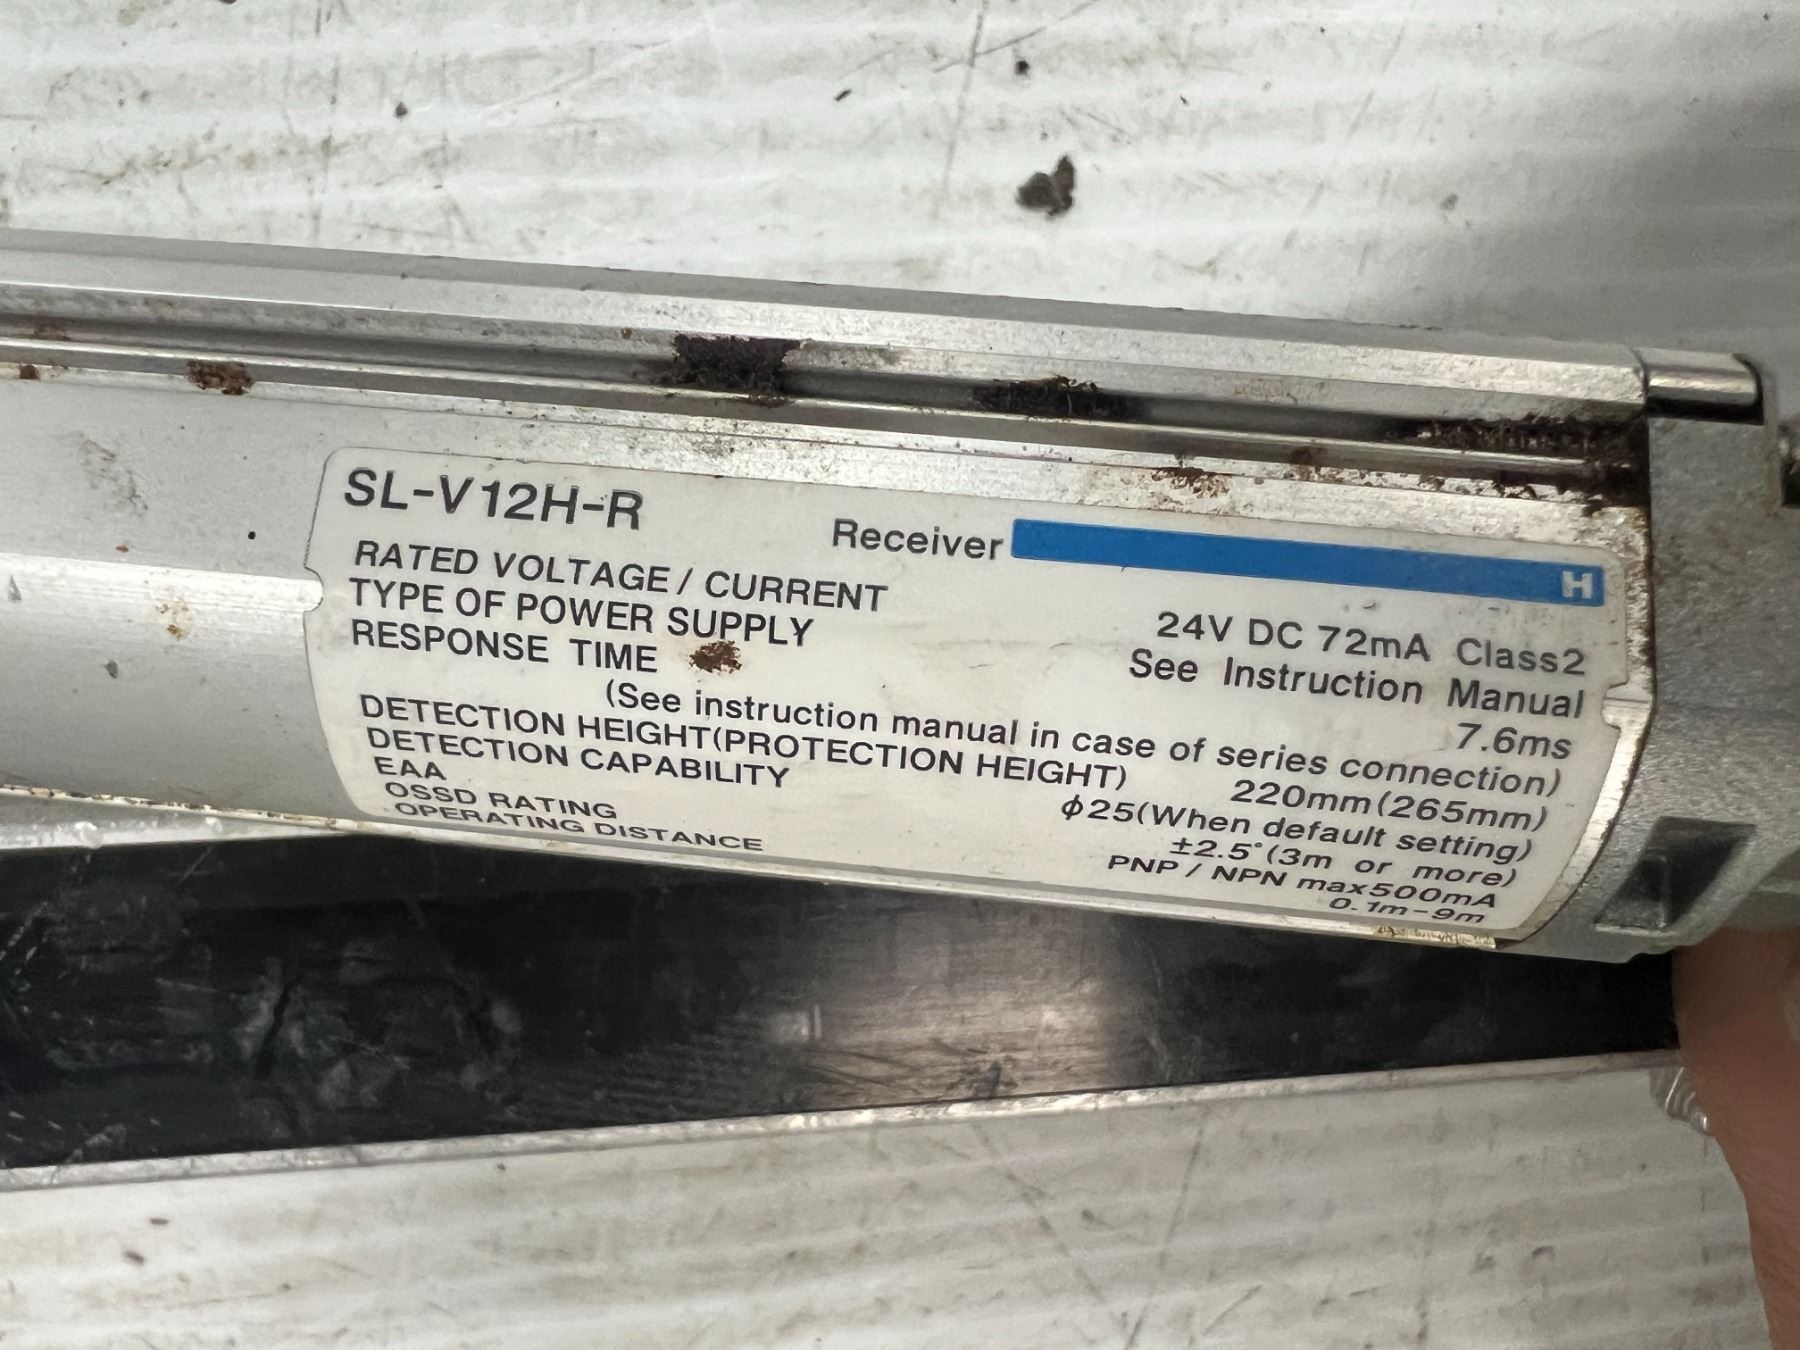 SL-V12H-R
Receiver H
RATED VOLTAGE / CURRENT 24V DC 72mA Class2
TYPE OF POWER SUPPLY See Instruction Manual
RESPONSE TIME 7.6ms
(See instruction manual in case of series connection)
DETECTION HEIGHT(PROTECTION HEIGHT) 220mm(265mm)
DETECTION CAPABILITY ϕ25(When default setting)
EAA ±2.5°(3m or more)
OSSD RATING PNP / NPN max500mA
OPERATING DISTANCE 0.1m-9m